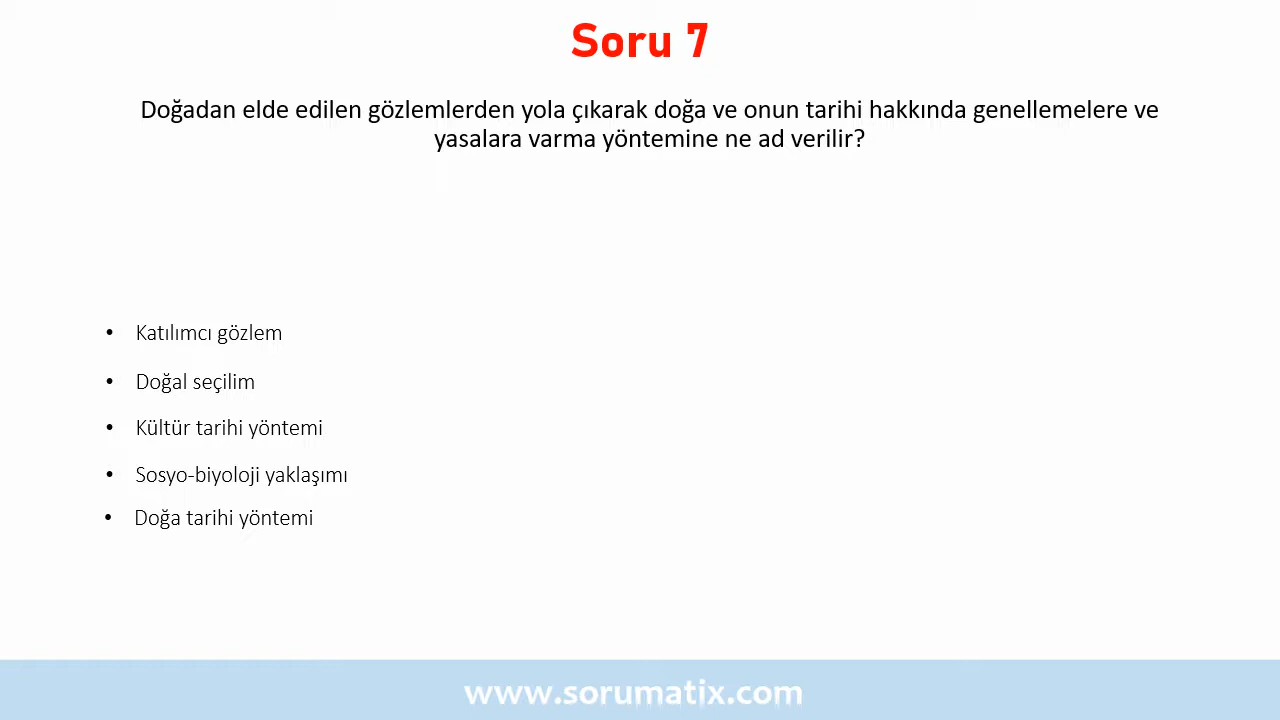 Soru 7
Doğadan elde edilen gözlemlerden yola çıkarak doğa ve onun tarihi hakkında genellemelere ve
yasalara varma yöntemine ne ad verilir?
• Katılımcı gözlem
• Doğal seçilim
• Kültür tarihi yöntemi
• Sosyo-biyoloji yaklaşımı
• Doğa tarihi yöntemi
www.sorumatix.com